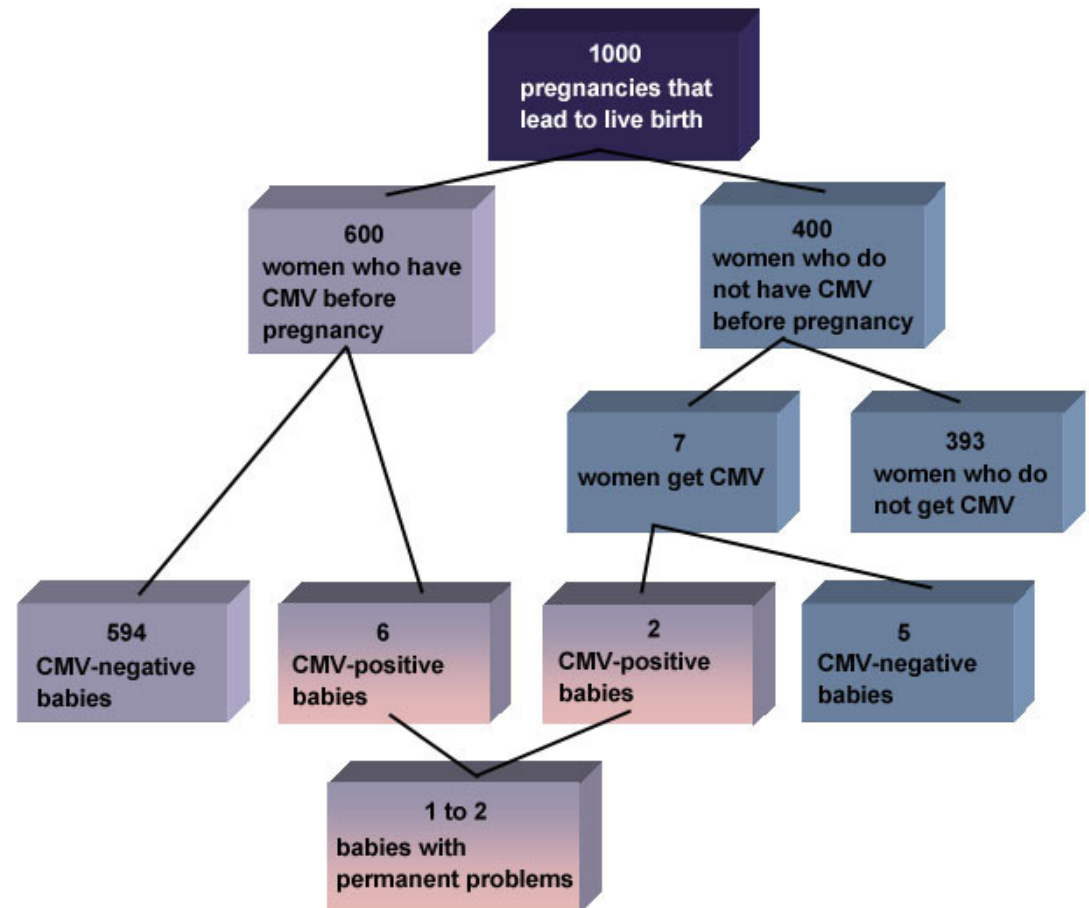 1000
pregnancies that
lead to live birth
600
women who have
CMV before
pregnancy
400
women who do
not have CMV
before pregnancy
7
women get CMV
393
women who do
not get CMV
594
CMV-negative
babies
6
CMV-positive
babies
2
CMV-positive
babies
5
CMV-negative
babies
1 to 2
babies with
permanent problems